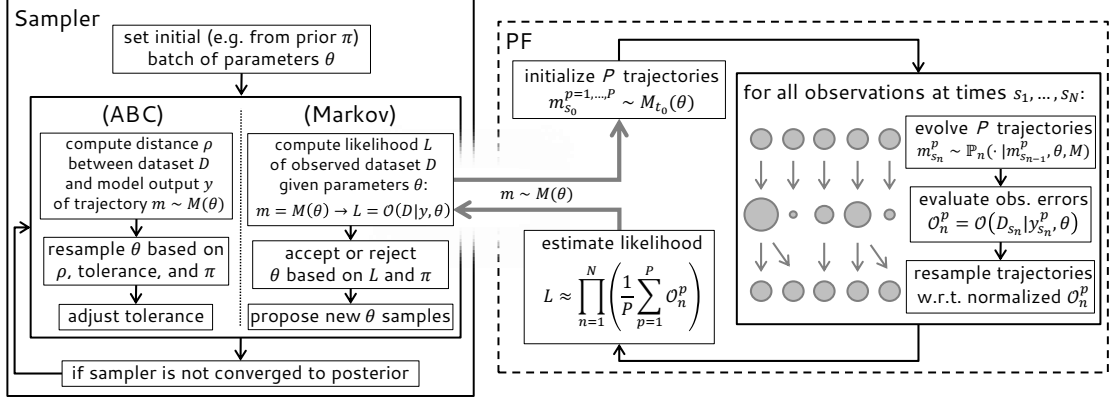 Sampler
set initial (e.g. from prior π)
batch of parameters θ
(ABC)
compute distance ρ
between dataset D
and model output y
of trajectory m ~ M(θ)
resample θ based on
ρ, tolerance, and π
adjust tolerance
(Markov)
compute likelihood L
of observed dataset D
given parameters θ:
m = M(θ) → L = 𝒪(D|y, θ)
accept or reject
θ based on L and π
propose new θ samples
if sampler is not converged to posterior
m ~ M(θ)
PF
initialize P trajectories
m_{s_0}^{p=1,…,P} ~ M_{t_0}(θ)
for all observations at times s_1, … , s_N:
evolve P trajectories
m_{s_n}^p ~ ℙ_n(· |m_{s_{n−1}}^p, θ, M)
evaluate obs. errors
𝒪_n^p = 𝒪(D_{s_n}|y_{s_n}^p, θ)
resample trajectories
w.r.t. normalized 𝒪_n^p
estimate likelihood
L ≈ ∏_{n=1}^{N} (1/P ∑_{p=1}^{P} 𝒪_n^p)